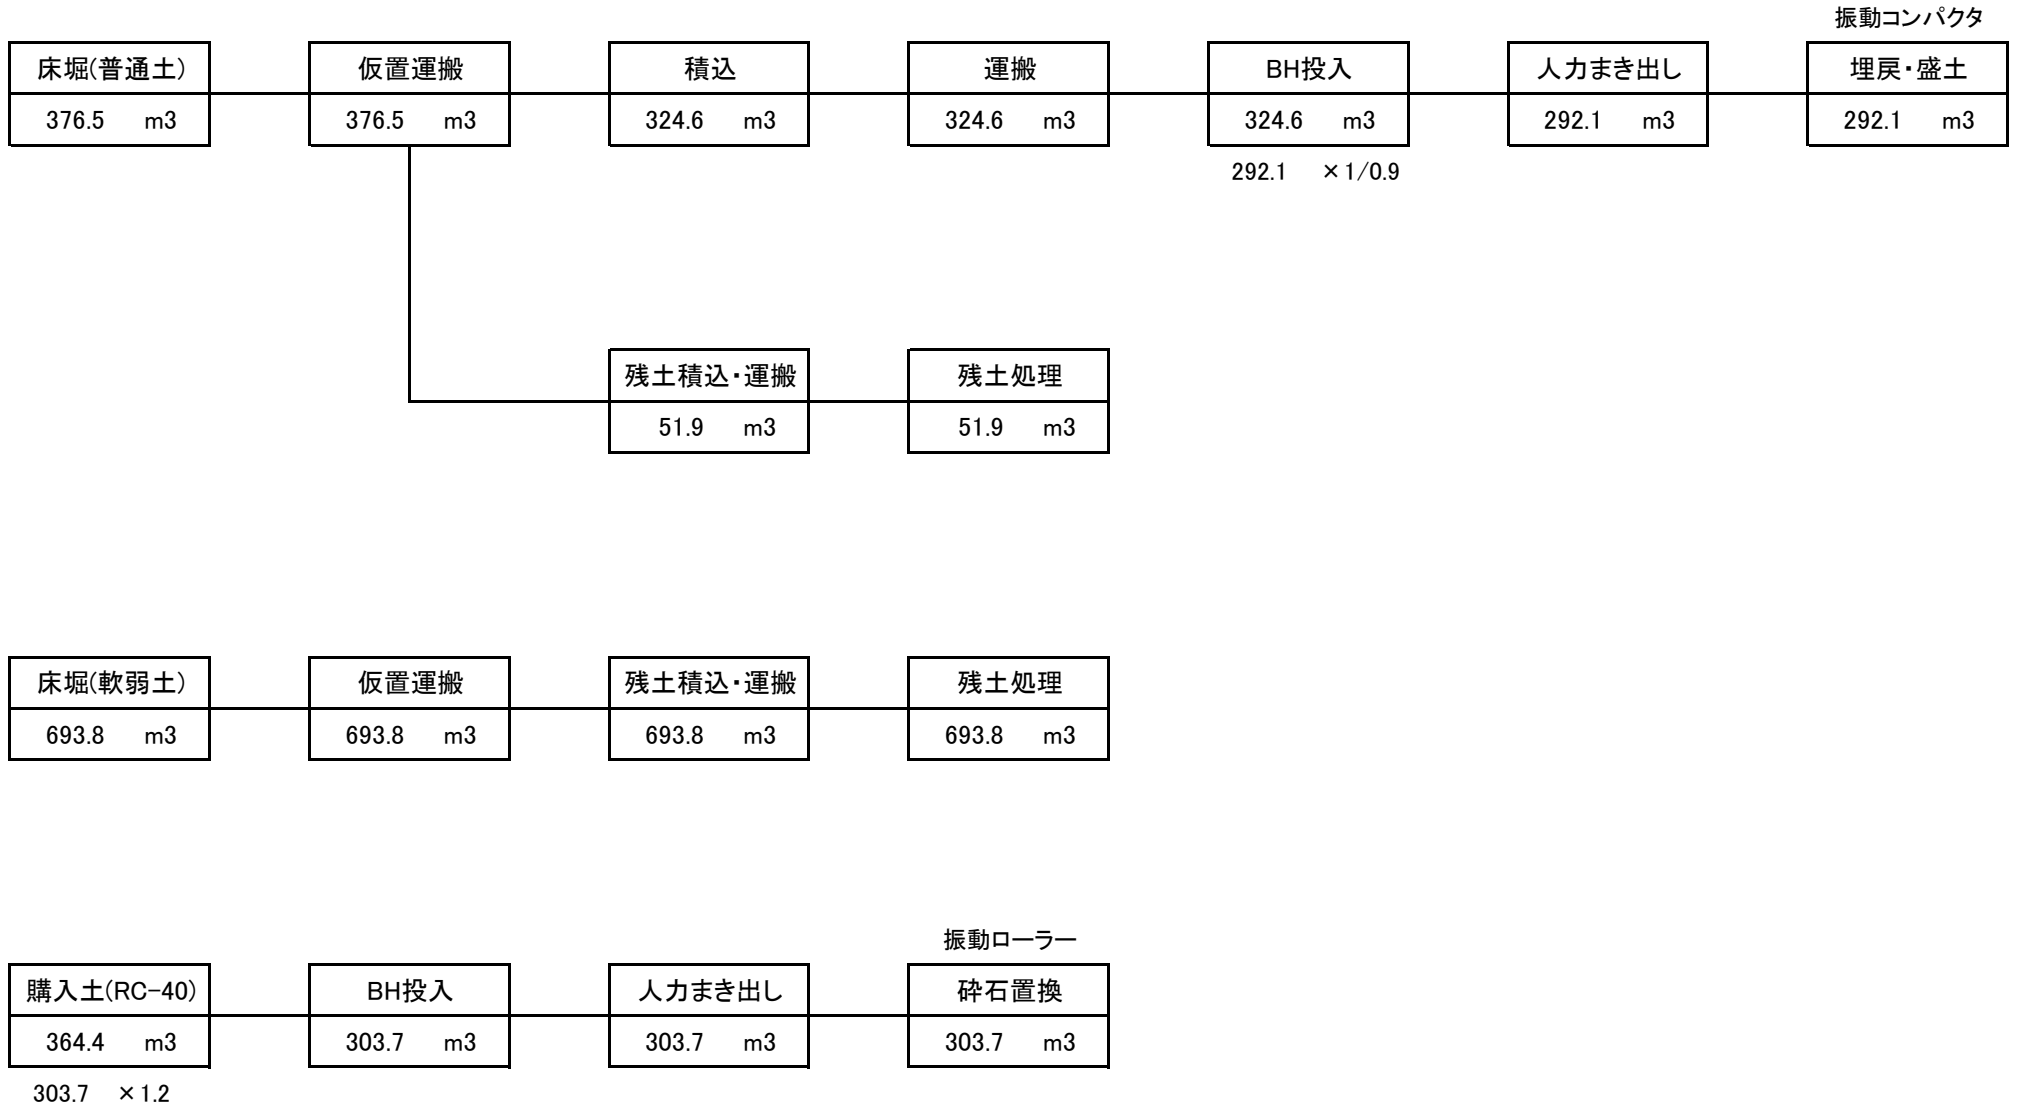 振動コンパクタ
床堀(普通土) 仮置運搬 積込 運搬 BH投入 人力まき出し 埋戻・盛土
376.5 m3 376.5 m3 324.6 m3 324.6 m3 324.6 m3 292.1 m3 292.1 m3
292.1 ×1/0.9
残土積込・運搬 残土処理
51.9 m3 51.9 m3
床堀(軟弱土) 仮置運搬 残土積込・運搬 残土処理
693.8 m3 693.8 m3 693.8 m3 693.8 m3
振動ローラー
購入土(RC-40) BH投入 人力まき出し 砕石置換
364.4 m3 303.7 m3 303.7 m3 303.7 m3
303.7 ×1.2